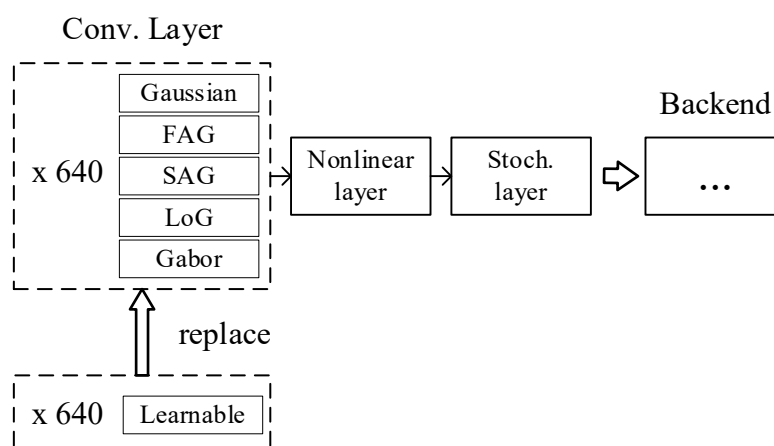 Conv. Layer
x 640
Gaussian
FAG
SAG
LoG
Gabor
Nonlinear
layer
Stoch.
layer
Backend
...
replace
x 640
Learnable